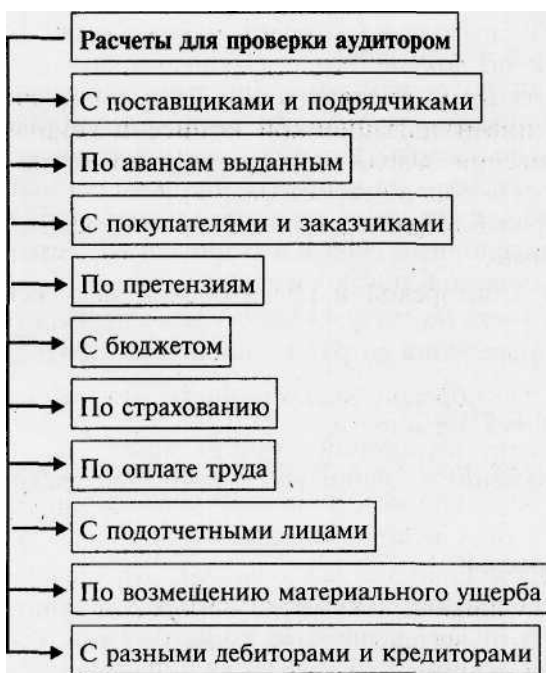 Расчеты для проверки аудитором
С поставщиками и подрядчиками
По авансам выданным
С покупателями и заказчиками
По претензиям
С бюджетом
По страхованию
По оплате труда
С подотчетными лицами
По возмещению материального ущерба
С разными дебиторами и кредиторами